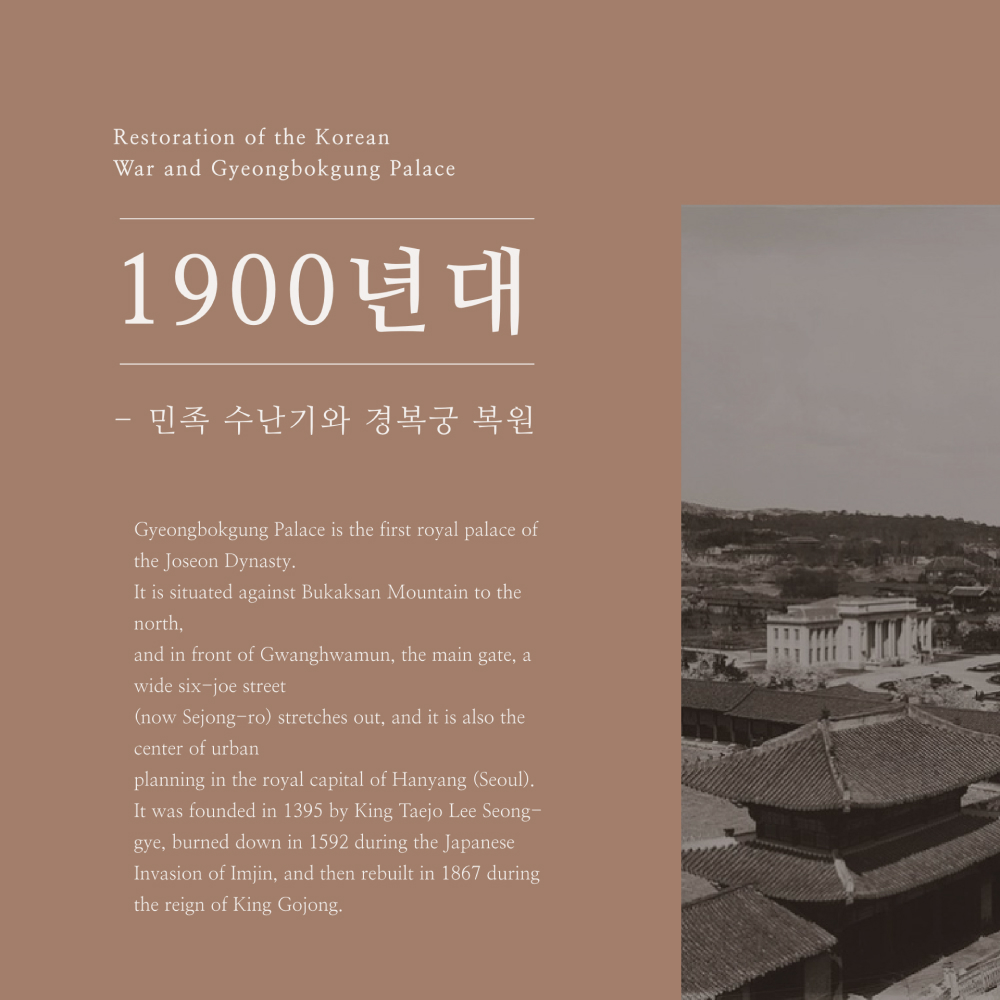 Restoration of the Korean
War and Gyeongbokgung Palace
1900년대
- 민족 수난기와 경복궁 복원
Gyeongbokgung Palace is the first royal palace of
the Joseon Dynasty.
It is situated against Bukaksan Mountain to the
north,
and in front of Gwanghwamun, the main gate, a
wide six-joe street
(now Sejong-ro) stretches out, and it is also the
center of urban
planning in the royal capital of Hanyang (Seoul).
It was founded in 1395 by King Taejo Lee Seong-
gye, burned down in 1592 during the Japanese
Invasion of Imjin, and then rebuilt in 1867 during
the reign of King Gojong.